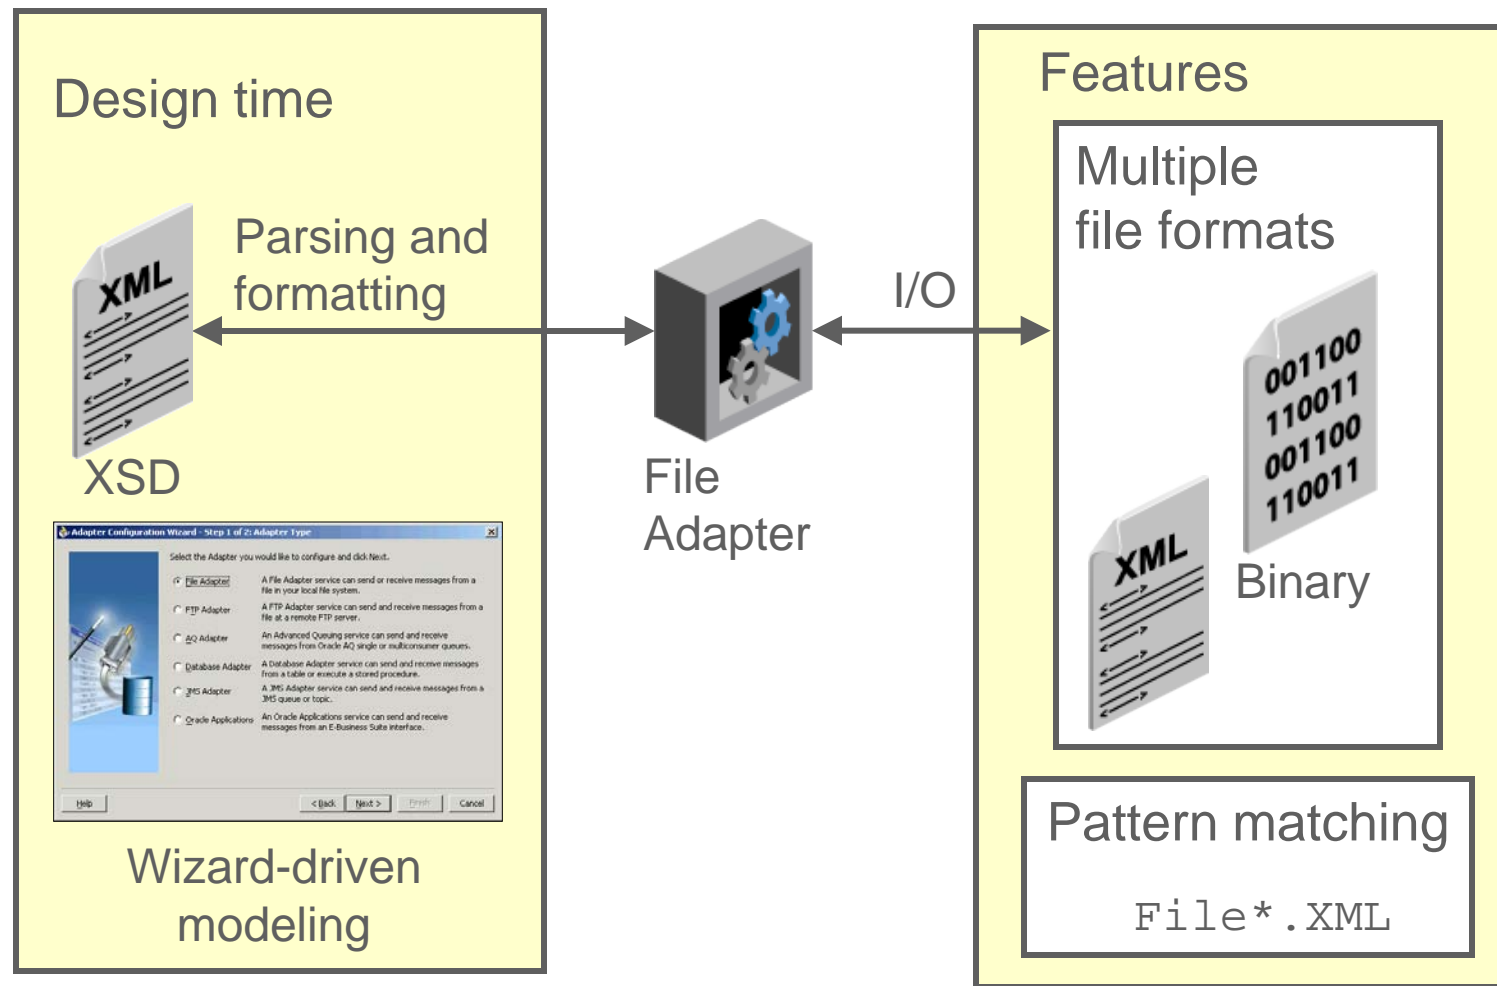 Design time
XML
Parsing and
formatting
XSD
Adapter Configuration Wizard - Step 1 of 2: Adapter Type
Select the Adapter you would like to configure and click Next.
File Adapter
A File Adapter service can send or receive messages from a
file in your local file system.
FTP Adapter
A FTP Adapter service can send and receive messages from a
file at a remote FTP server.
AQ Adapter
An Advanced Queuing service can send and receive
messages from Oracle AQ single or multiconsumer queues.
Database Adapter
A Database Adapter service can send and receive messages
from a table or execute a stored procedure.
JMS Adapter
A JMS Adapter service can send and receive messages from a
JMS queue or topic.
Oracle Applications
An Oracle Applications service can send and receive
messages from an E-Business Suite interface.
Help
< Back
Next >
Finish
Cancel
Wizard-driven
modeling
File
Adapter
I/O
Features
Multiple
file formats
001100
110011
001100
110011
Binary
XML
Pattern matching
File*.XML